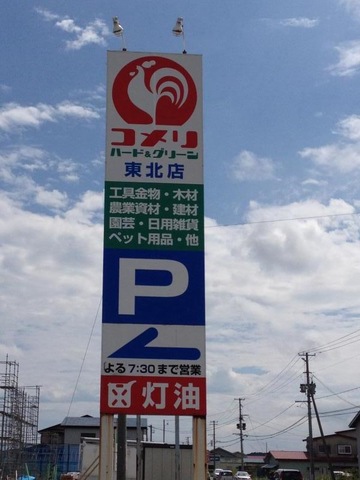 コメリ
ハード&グリーン
東北店
工具金物・木材
農業資材・建材
園芸・日用雑貨
ペット用品・他
P
よる7:30まで営業
灯油